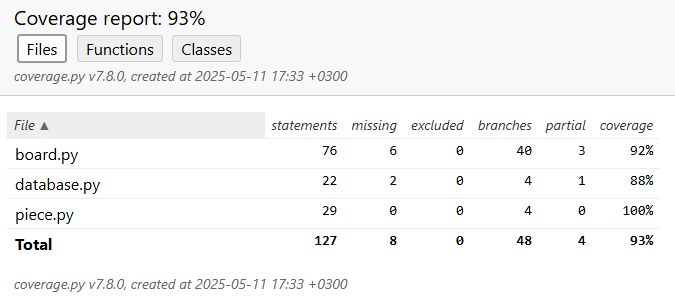 Coverage report: 93%
Files Functions Classes
coverage.py v7.8.0, created at 2025-05-11 17:33 +0300
File ▲ statements missing excluded branches partial coverage
board.py 76 6 0 40 3 92%
database.py 22 2 0 4 1 88%
piece.py 29 0 0 4 0 100%
Total 127 8 0 48 4 93%
coverage.py v7.8.0, created at 2025-05-11 17:33 +0300